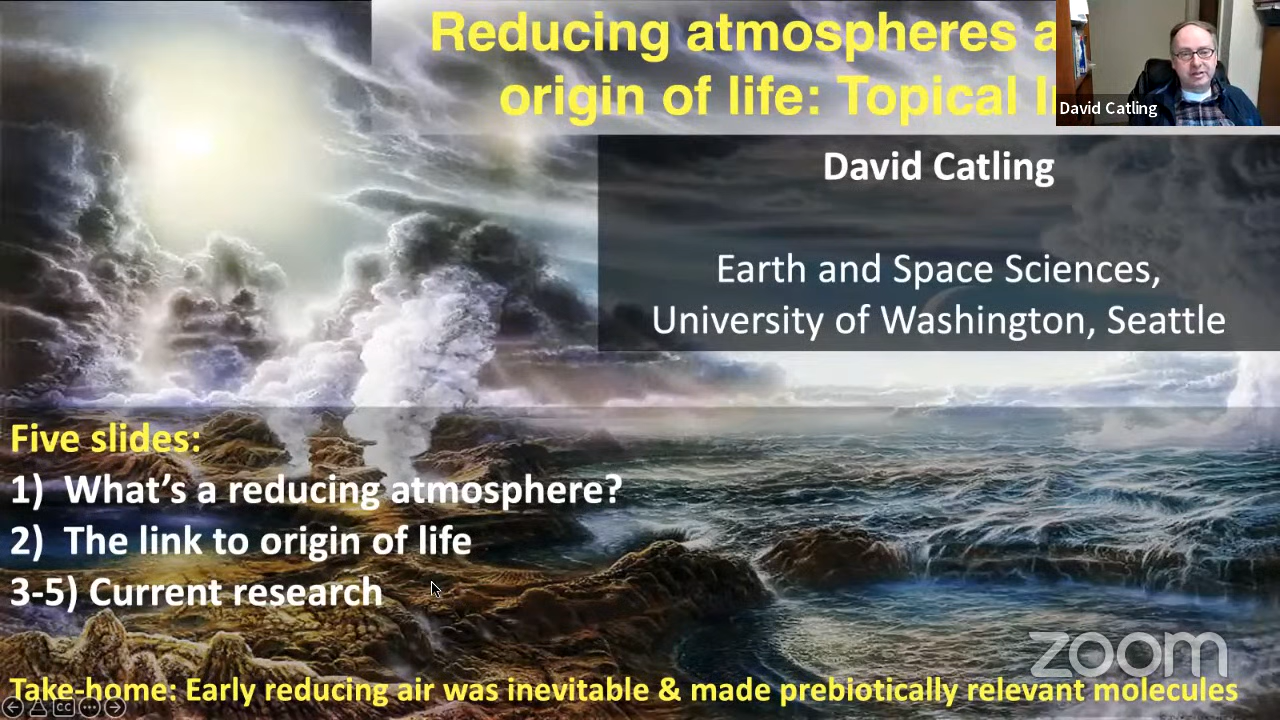 Reducing atmospheres a
origin of life: Topical
David Catling
David Catling
Earth and Space Sciences,
University of Washington, Seattle
Five slides:
1) What's a reducing atmosphere?
2) The link to origin of life
3-5) Current research
zoom
Take-home: Early reducing air was inevitable & made prebiotically relevant molecules
CC